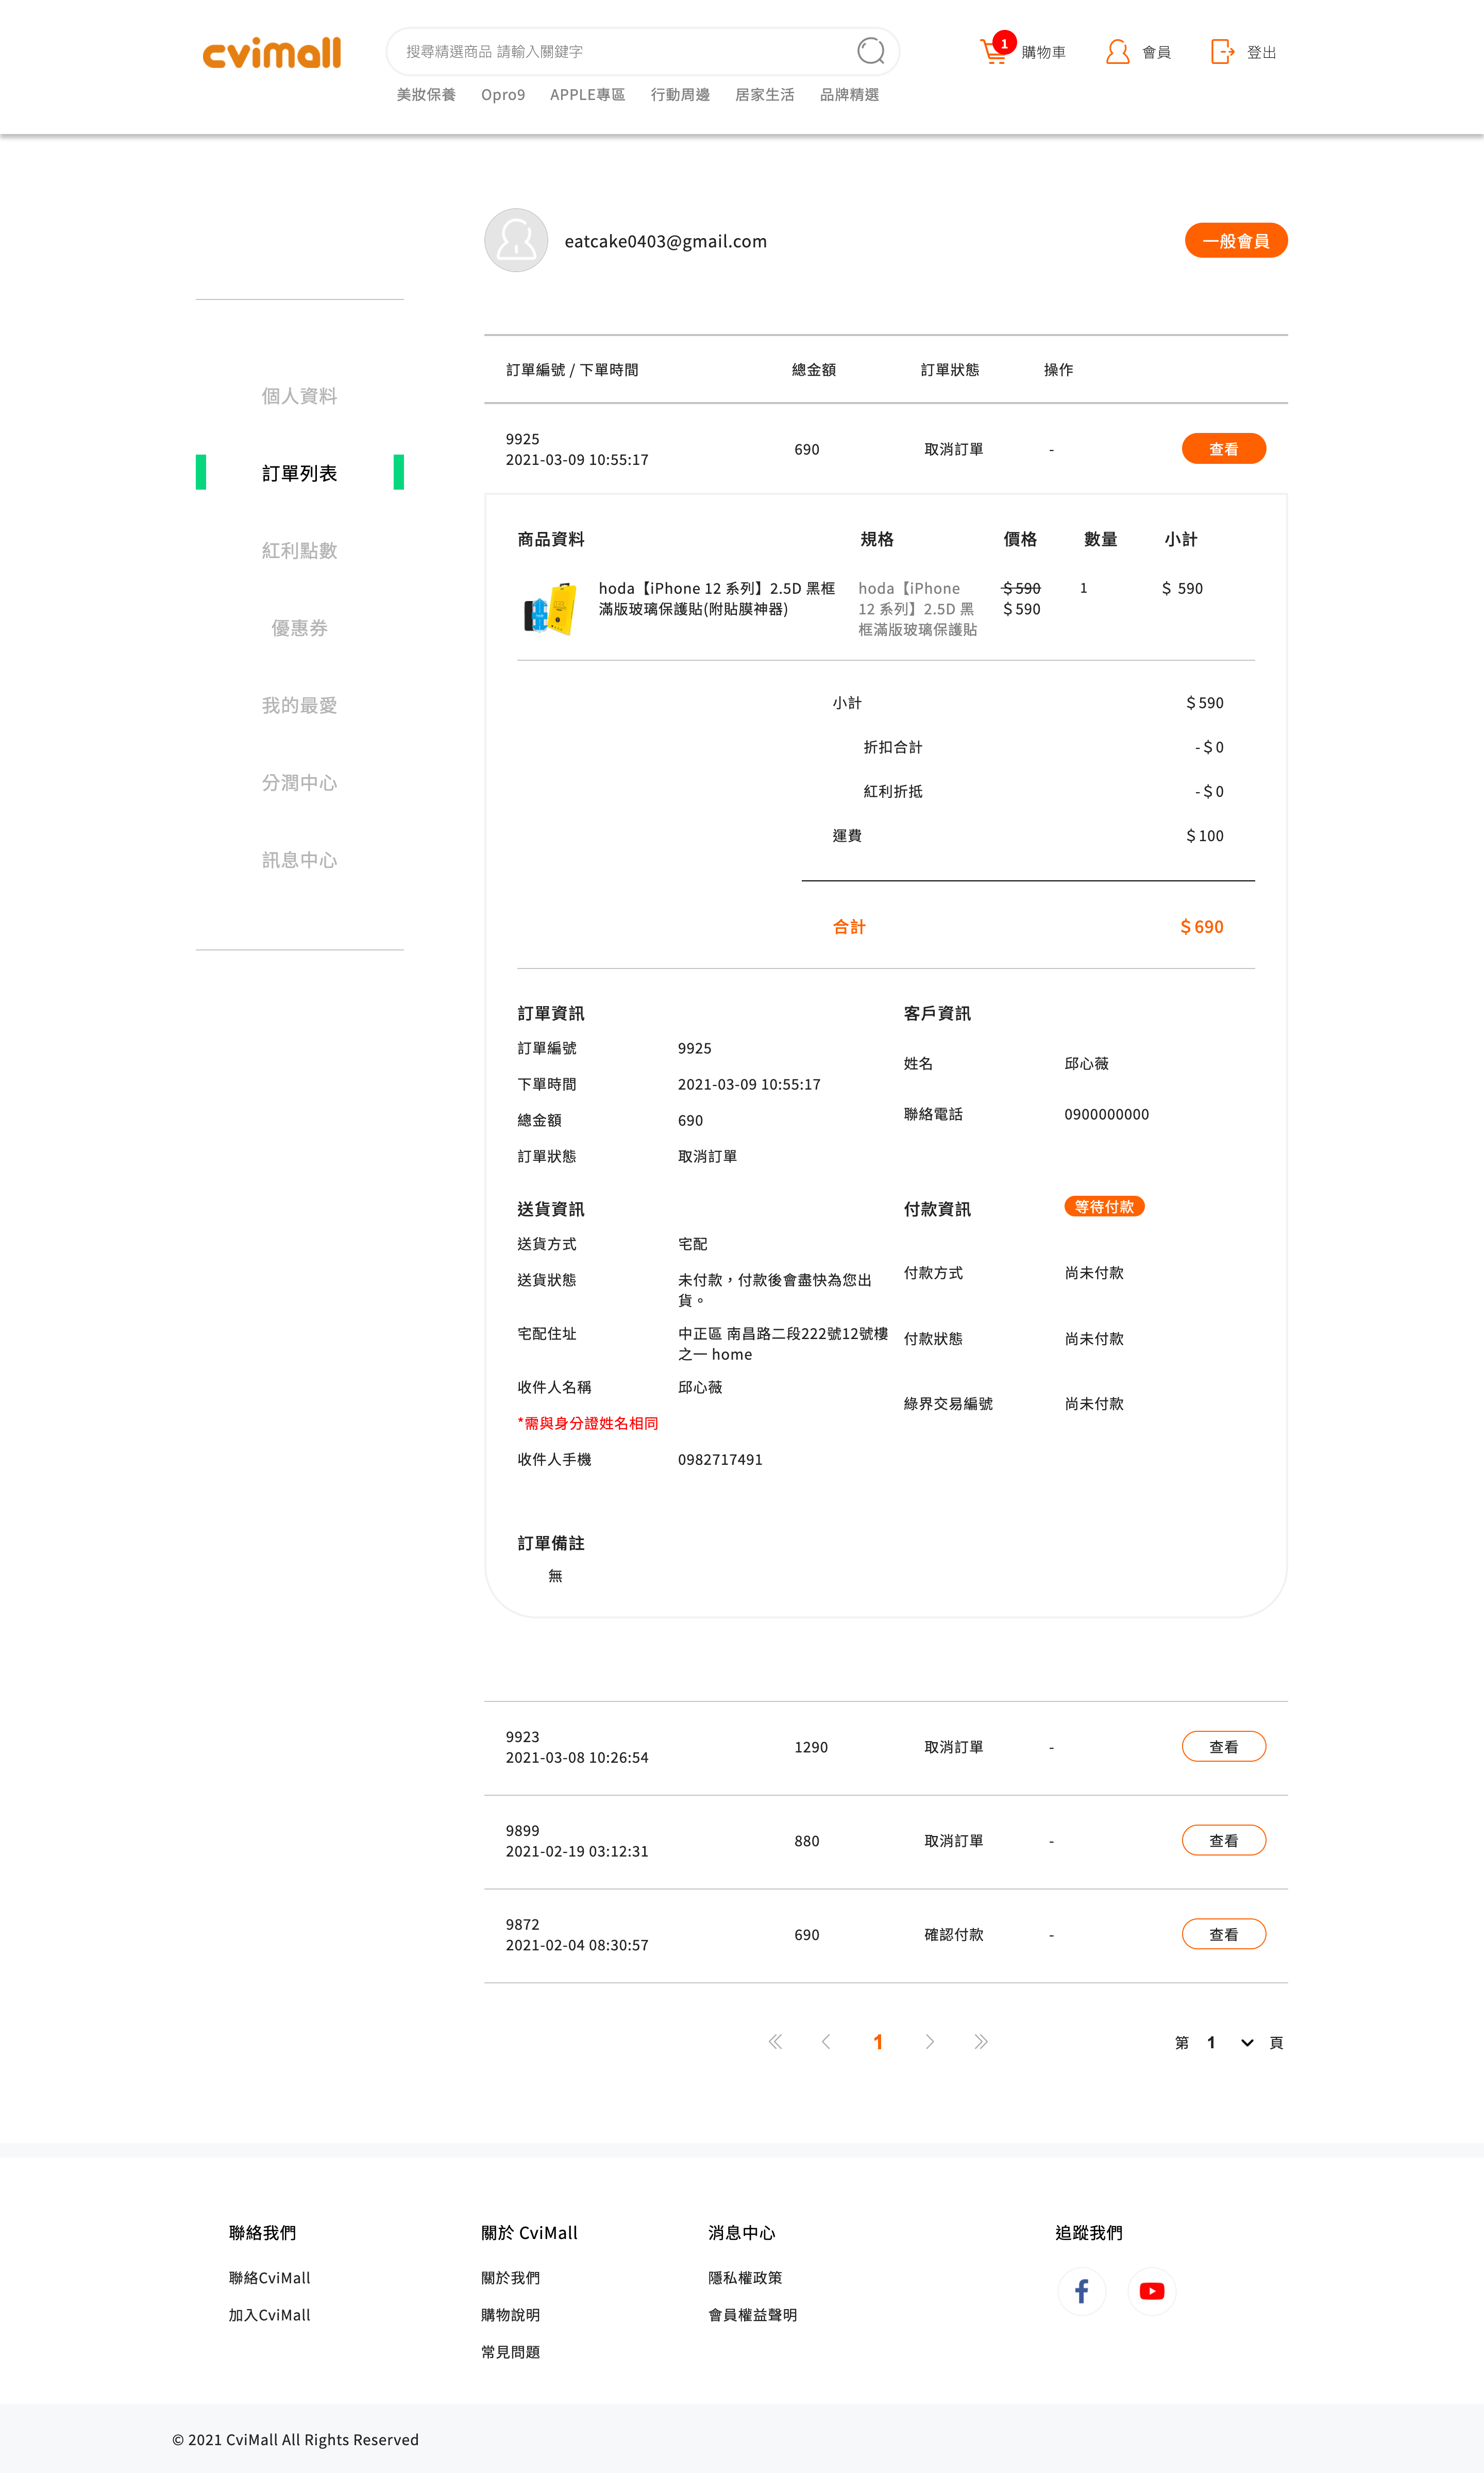 cvimall
搜尋精選商品 請輸入關鍵字
1
購物車
會員
登出
美妝保養 Opro9 APPLE專區 行動周邊 居家生活 品牌精選
eatcake0403@gmail.com
一般會員
個人資料
訂單列表
紅利點數
優惠券
我的最愛
分潤中心
訊息中心
訂單編號 / 下單時間 總金額 訂單狀態 操作
9925
2021-03-09 10:55:17
690 取消訂單 - 查看
商品資料 規格 價格 數量 小計
hoda【iPhone 12 系列】2.5D 黑框
滿版玻璃保護貼(附貼膜神器)
hoda【iPhone
12 系列】2.5D 黑
框滿版玻璃保護貼
$590
$590
1
$ 590
小計 $590
折扣合計 -$0
紅利折抵 -$0
運費 $100
合計 $690
訂單資訊
訂單編號 9925
下單時間 2021-03-09 10:55:17
總金額 690
訂單狀態 取消訂單
客戶資訊
姓名 邱心薇
聯絡電話 0900000000
送貨資訊
送貨方式 宅配
送貨狀態 未付款，付款後會盡快為您出
貨。
宅配住址 中正區 南昌路二段222號12號樓
之一 home
收件人名稱 邱心薇
*需與身分證姓名相同
收件人手機 0982717491
付款資訊 等待付款
付款方式 尚未付款
付款狀態 尚未付款
綠界交易編號 尚未付款
訂單備註
無
9923
2021-03-08 10:26:54
1290 取消訂單 - 查看
9899
2021-02-19 03:12:31
880 取消訂單 - 查看
9872
2021-02-04 08:30:57
690 確認付款 - 查看
1
第 1 頁
聯絡我們
聯絡CviMall
加入CviMall
關於 CviMall
關於我們
購物說明
常見問題
消息中心
隱私權政策
會員權益聲明
追蹤我們
© 2021 CviMall All Rights Reserved